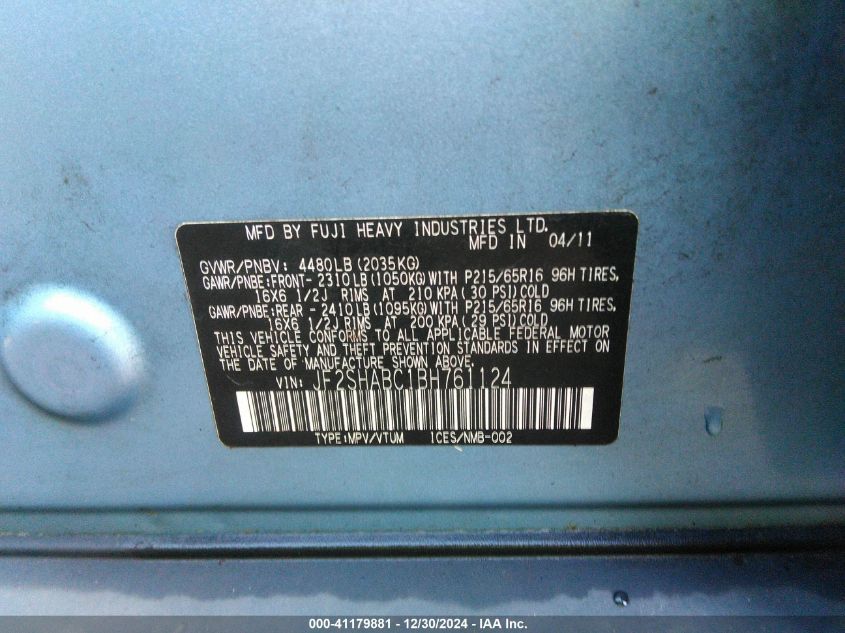 MFD BY FUJI HEAVY INDUSTRIES LTD.
MFD IN 04/11
GVWR/PNBV: 4480LB (2035KG)
GAWR/PNBE:FRONT- 2310LB (1050KG) WITH P215/65R16 96H TIRES,
16X6 1/2J RIMS AT 210 KPA ( 30 PSI) COLD
GAWR/PNBE:REAR - 2410LB (1095KG) WITH P215/65R16 96H TIRES,
16X6 1/2J RIMS AT 200 KPA ( 29 PSI) COLD
THIS VEHICLE CONFORMS TO ALL APPLICABLE FEDERAL MOTOR
VEHICLE SAFETY AND THEFT PREVENTION STANDARDS IN EFFECT ON
THE DATE OF MANUFACTURE SHOWN ABOVE.
VIN: JF2SHABC1BH761124
TYPE:MPV/VTUM ICES/NMB-002
000-41179881 - 12/30/2024 - IAA Inc.